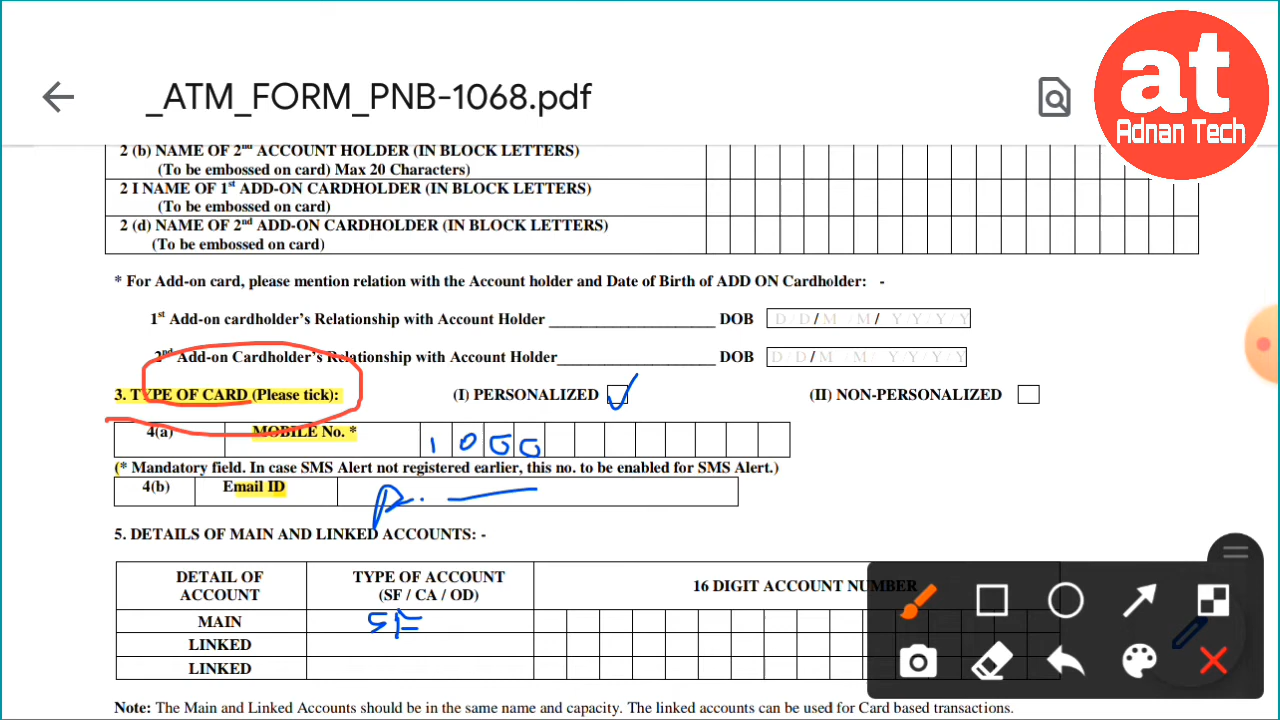 _ATM_FORM_PNB-1068.pdf
at
Adnan Tech
2 (b) NAME OF 2nd ACCOUNT HOLDER (IN BLOCK LETTERS)
(To be embossed on card) Max 20 Characters)
2 I NAME OF 1st ADD-ON CARDHOLDER (IN BLOCK LETTERS)
(To be embossed on card)
2 (d) NAME OF 2nd ADD-ON CARDHOLDER (IN BLOCK LETTERS)
(To be embossed on card)
* For Add-on card, please mention relation with the Account holder and Date of Birth of ADD ON Cardholder: -
1st Add-on cardholder's Relationship with Account Holder ____________________ DOB D / D / M / M / Y / Y / Y / Y
2nd Add-on Cardholder's Relationship with Account Holder____________________ DOB D / D / M / M / Y / Y / Y / Y
3. TYPE OF CARD (Please tick): (I) PERSONALIZED (II) NON-PERSONALIZED
4(a) MOBILE No. * 1 0 0 0
(* Mandatory field. In case SMS Alert not registered earlier, this no. to be enabled for SMS Alert.)
4(b) Email ID
5. DETAILS OF MAIN AND LINKED ACCOUNTS: -
DETAIL OF ACCOUNT TYPE OF ACCOUNT (SF / CA / OD) 16 DIGIT ACCOUNT NUMBER
MAIN SF
LINKED
LINKED
Note: The Main and Linked Accounts should be in the same name and capacity. The linked accounts can be used for Card based transactions.